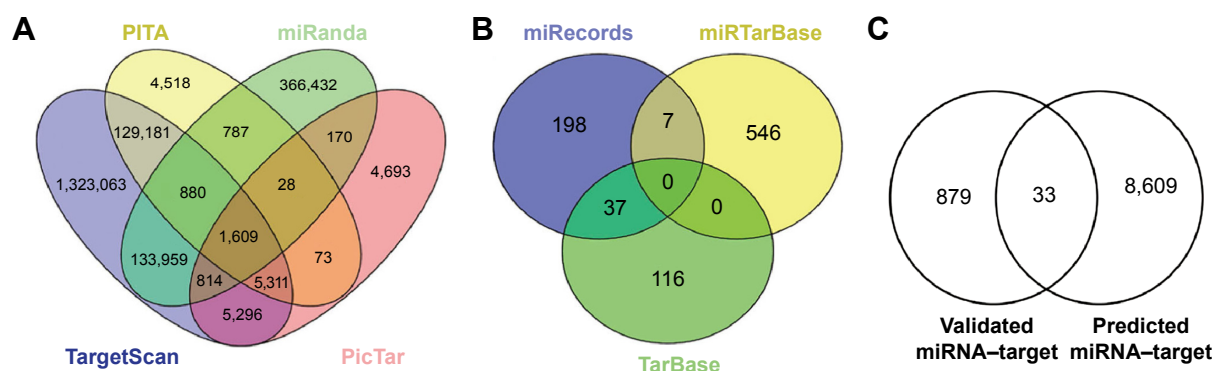 A
PITA
miRanda
4,518
366,432
129,181
787
170
1,323,063
880
28
4,693
1,609
133,959
73
814
5,311
5,296
TargetScan
PicTar
B
miRecords
miRTarBase
198
7
546
0
37
0
116
TarBase
C
879
33
8,609
Validated
miRNA–target
Predicted
miRNA–target